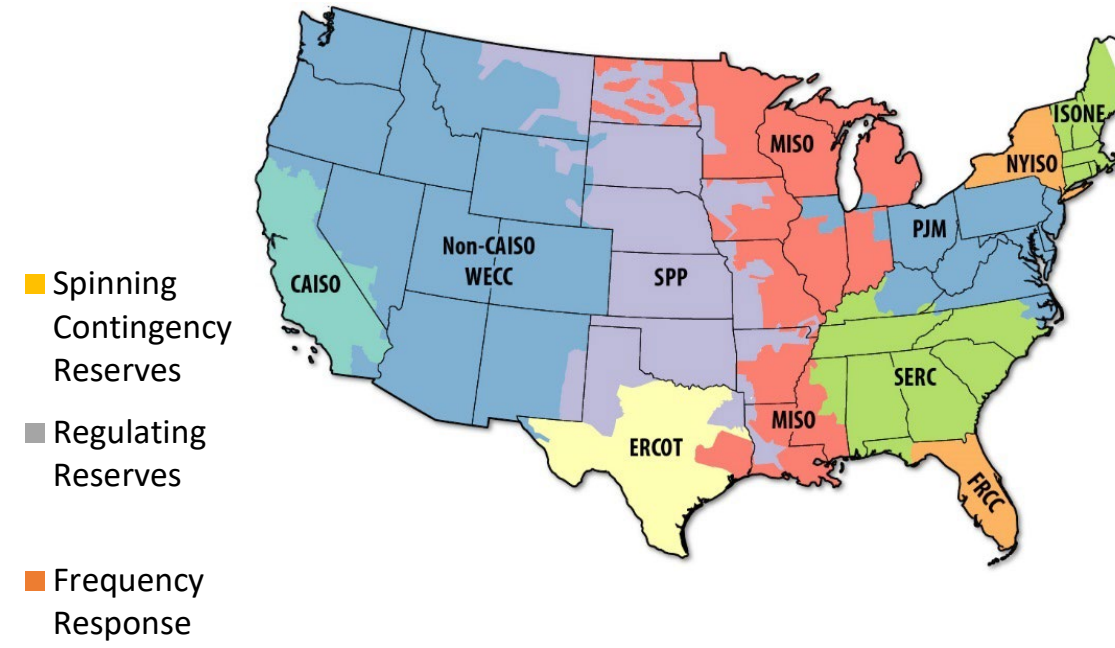 Spinning
Contingency
Reserves
Regulating
Reserves
Frequency
Response
ISONE
MISO
NYISO
PJM
Non-CAISO
WECC
CAISO
SPP
SERC
MISO
ERCOT
FRCC